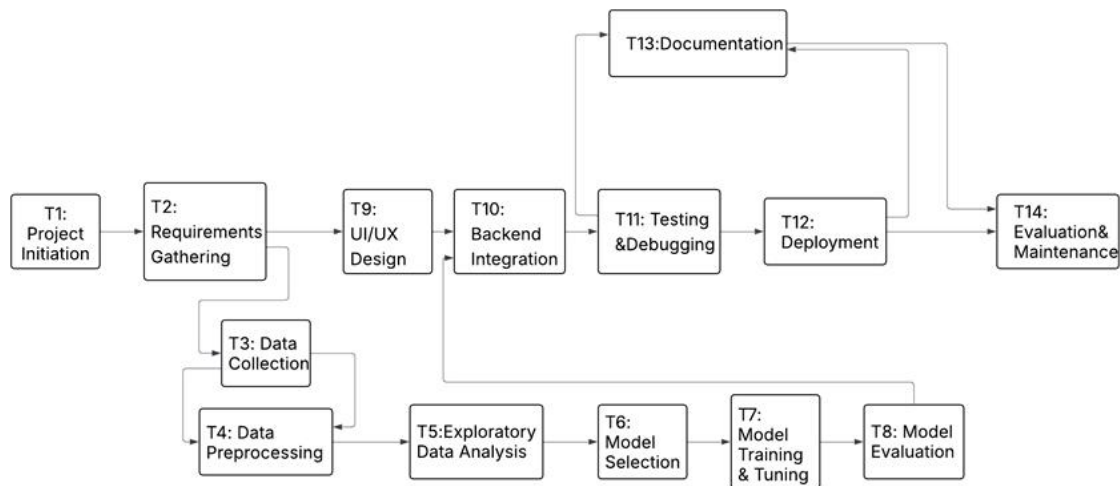 T13:Documentation
T1:
Project
Initiation
T2:
Requirements
Gathering
T9:
UI/UX
Design
T10:
Backend
Integration
T11: Testing
&Debugging
T12:
Deployment
T14:
Evaluation&
Maintenance
T3: Data
Collection
T4: Data
Preprocessing
T5:Exploratory
Data Analysis
T6:
Model
Selection
T7:
Model
Training
& Tuning
T8: Model
Evaluation